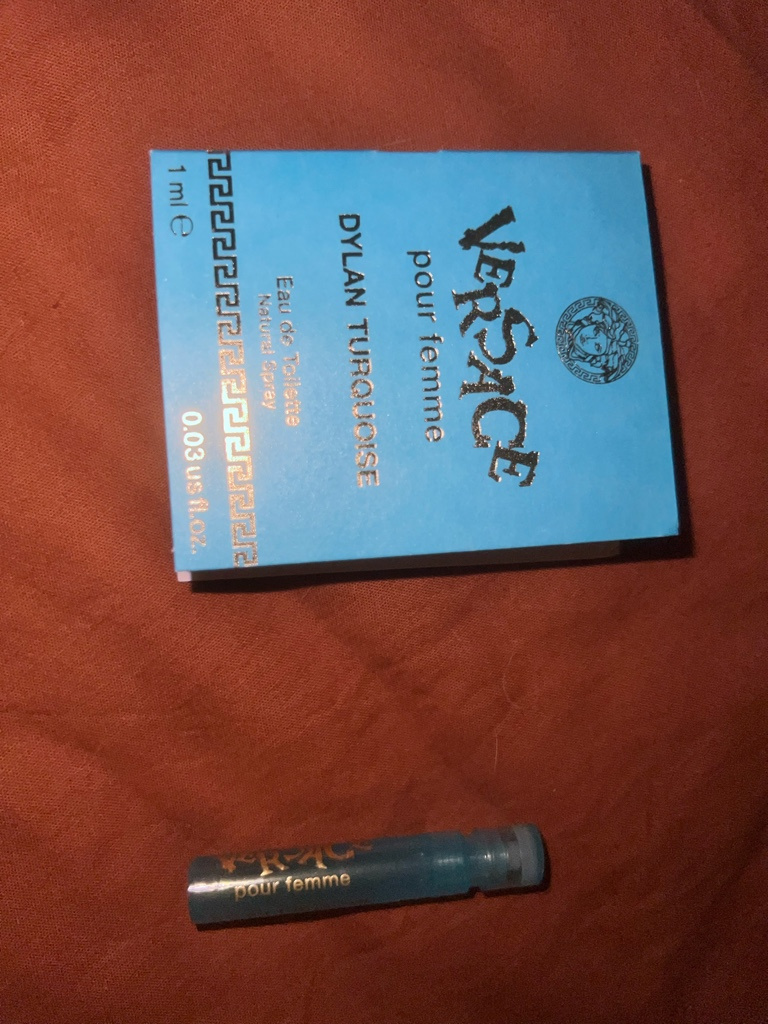 VERSACE
pour femme
DYLAN TURQUOISE
Eau de Toilette
Natural Spray
1 ml e 0.03 us fl.oz.
VERSACE
pour femme